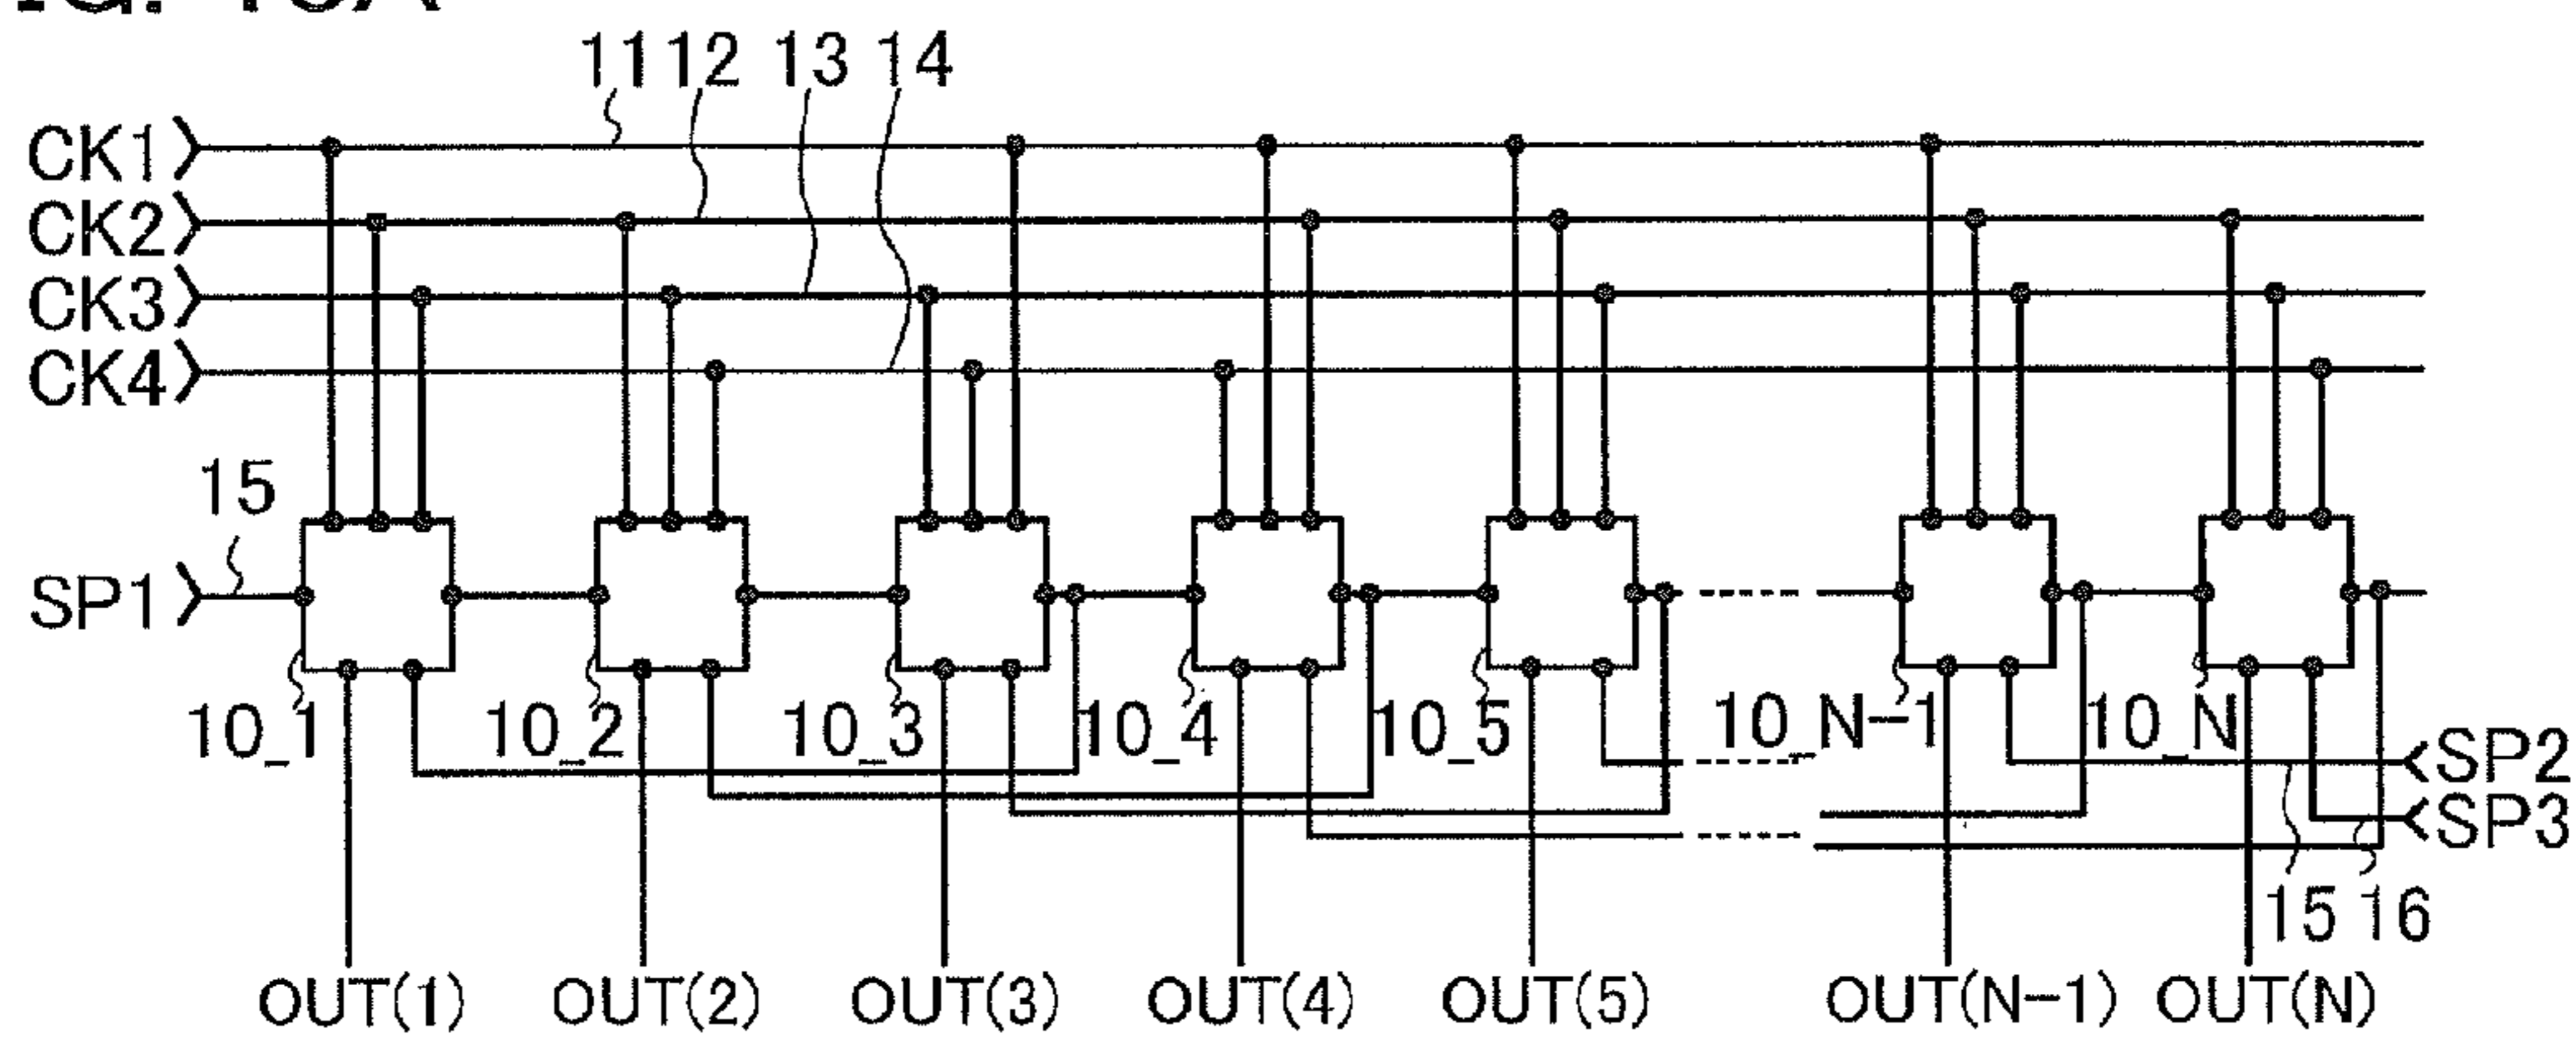 11 12 13 14
CK1
CK2
CK3
CK4
15
SP1
10_1 10_2 10_3 10_4 10_5 10_N-1 10_N
SP2
SP3
15 16
OUT(1) OUT(2) OUT(3) OUT(4) OUT(5) OUT(N-1) OUT(N)